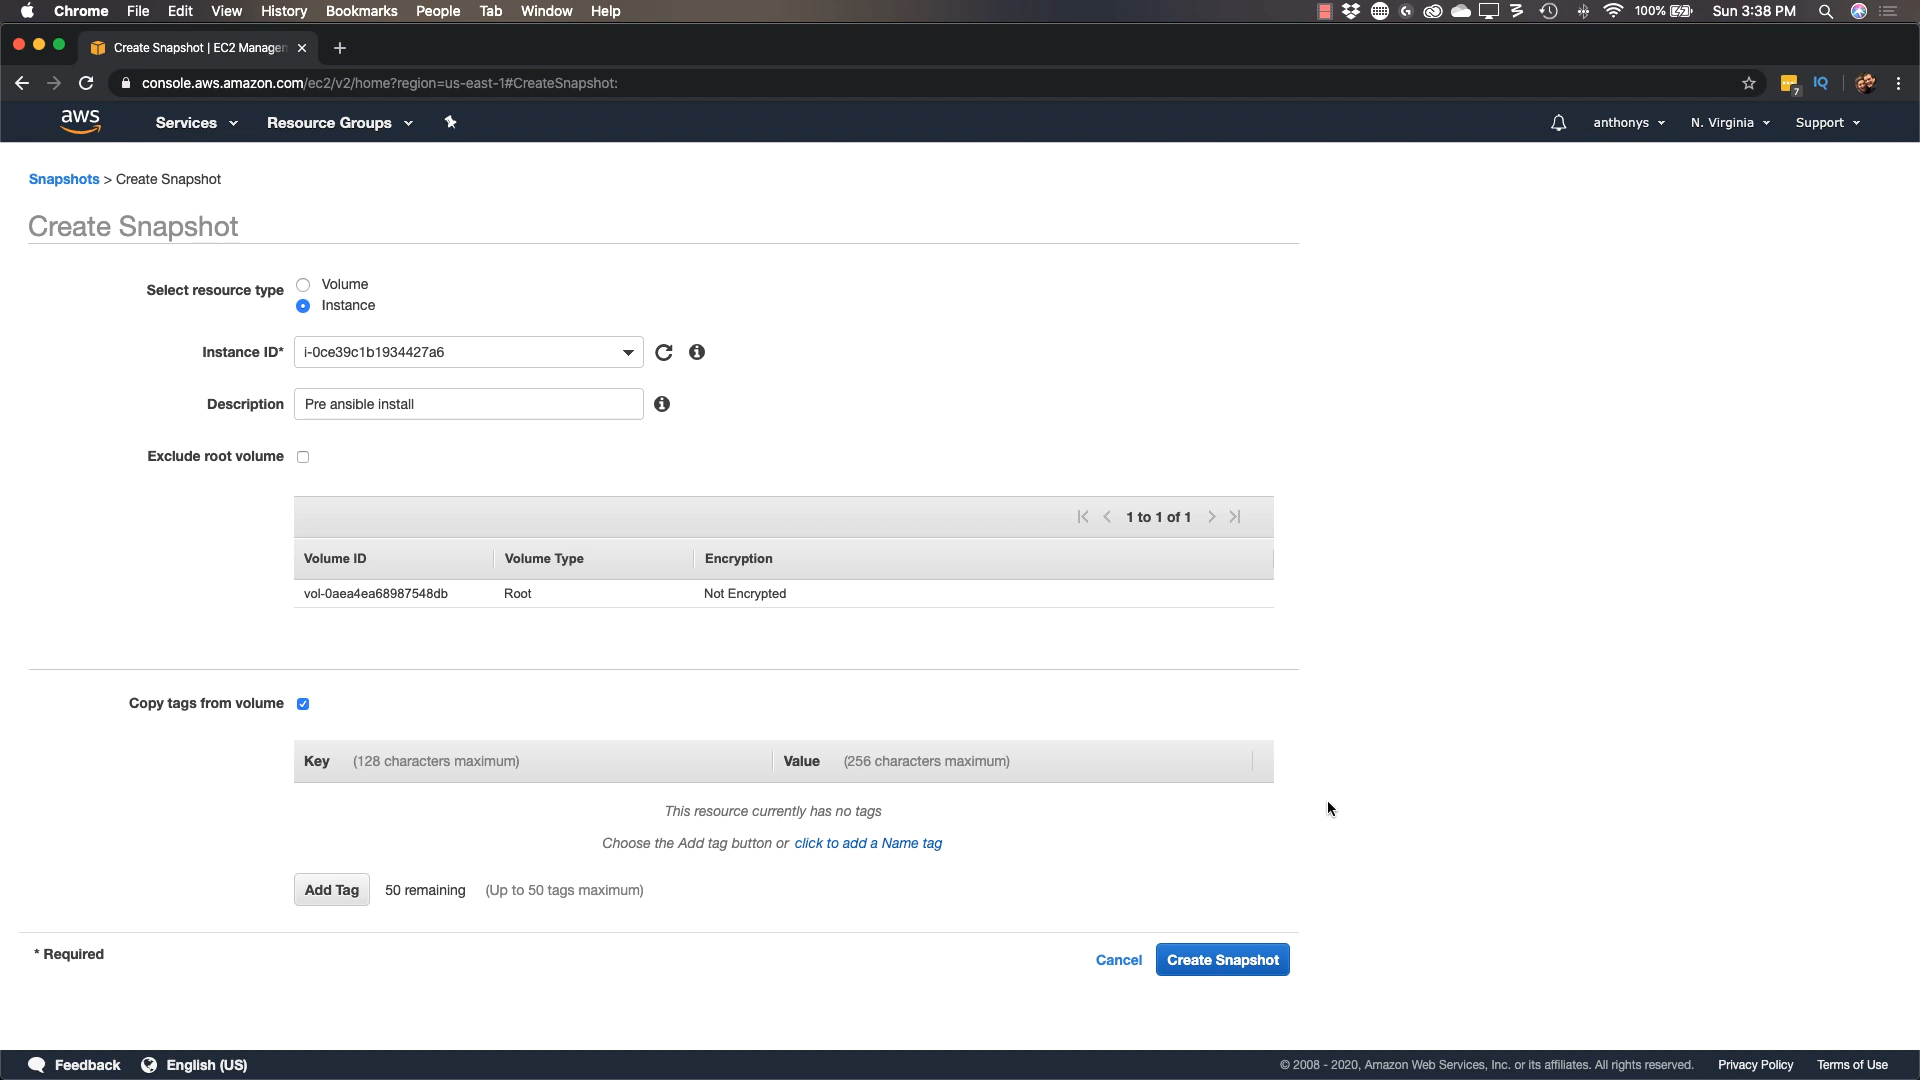 Chrome File Edit View History Bookmarks People Tab Window Help 100% Sun 3:38 PM
Create Snapshot | EC2 Managen
console.aws.amazon.com/ec2/v2/home?region=us-east-1#CreateSnapshot: 7 IQ
aws Services Resource Groups anthonys N. Virginia Support
Snapshots > Create Snapshot
Create Snapshot
Select resource type Volume
Instance
Instance ID* i-0ce39c1b1934427a6
Description Pre ansible install
Exclude root volume
1 to 1 of 1
Volume ID Volume Type Encryption
vol-0aea4ea68987548db Root Not Encrypted
Copy tags from volume
Key (128 characters maximum) Value (256 characters maximum)
This resource currently has no tags
Choose the Add tag button or click to add a Name tag
Add Tag 50 remaining (Up to 50 tags maximum)
* Required Cancel Create Snapshot
Feedback English (US) © 2008 - 2020, Amazon Web Services, Inc. or its affiliates. All rights reserved. Privacy Policy Terms of Use